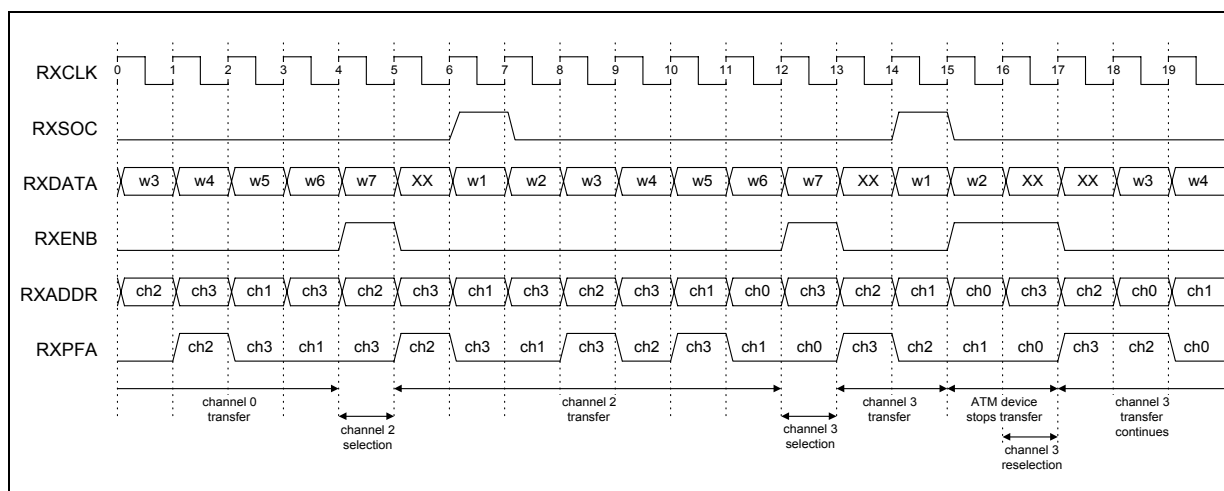 RXCLK 0 1 2 3 4 5 6 7 8 9 10 11 12 13 14 15 16 17 18 19
RXSOC
RXDATA w3 w4 w5 w6 w7 XX w1 w2 w3 w4 w5 w6 w7 XX w1 w2 XX XX w3 w4
RXENB
RXADDR ch2 ch3 ch1 ch3 ch2 ch3 ch1 ch3 ch2 ch3 ch1 ch0 ch3 ch2 ch1 ch0 ch3 ch2 ch0 ch1
RXPFA ch2 ch3 ch1 ch3 ch2 ch3 ch1 ch3 ch2 ch3 ch1 ch0 ch3 ch2 ch1 ch0 ch3 ch2 ch0
channel 0
transfer
channel 2
selection
channel 2
transfer
channel 3
selection
channel 3
transfer
ATM device
stops transfer
channel 3
reselection
channel 3
transfer
continues